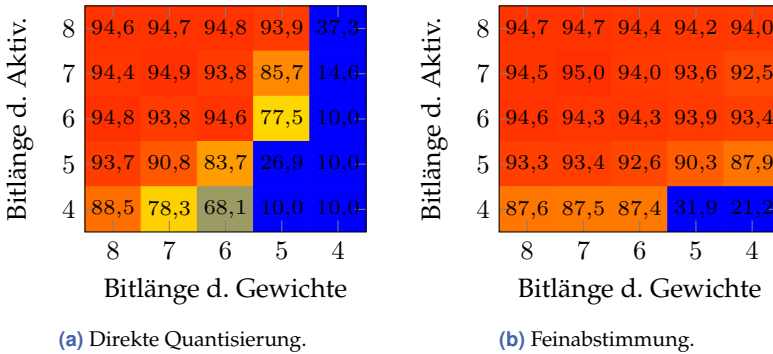 Bitlänge d. Aktiv.
8 94,6 94,7 94,8 93,9 37,3
7 94,4 94,9 93,8 85,7 14,6
6 94,8 93,8 94,6 77,5 10,0
5 93,7 90,8 83,7 26,9 10,0
4 88,5 78,3 68,1 10,0 10,0
8 7 6 5 4
Bitlänge d. Gewichte
(a) Direkte Quantisierung.
Bitlänge d. Aktiv.
8 94,7 94,7 94,4 94,2 94,0
7 94,5 95,0 94,0 93,6 92,5
6 94,6 94,3 94,3 93,9 93,4
5 93,3 93,4 92,6 90,3 87,9
4 87,6 87,5 87,4 31,9 21,2
8 7 6 5 4
Bitlänge d. Gewichte
(b) Feinabstimmung.